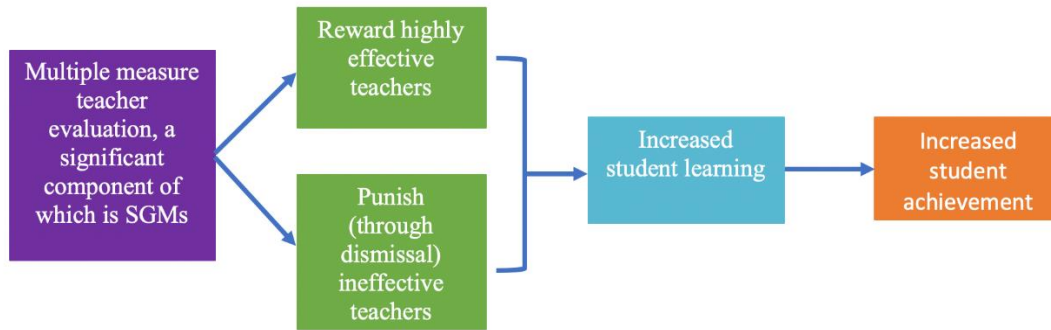 Multiple measure
teacher
evaluation, a
significant
component of
which is SGMs
Reward highly
effective
teachers
Punish
(through
dismissal)
ineffective
teachers
Increased
student learning
Increased
student
achievement